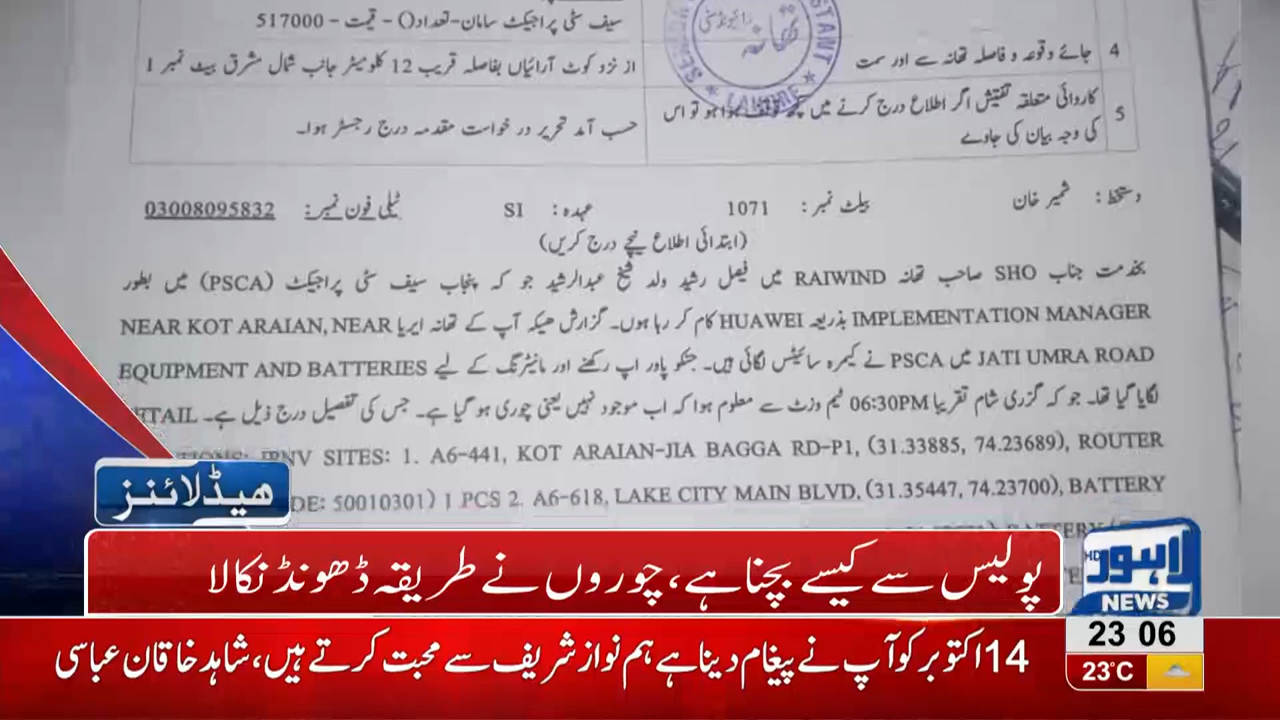 سیف سٹی پراجیکٹ سامان-تعداد() - قیمت - 517000
4 جائے وقوعہ و فاصلہ تھانہ سے اور سمت
از نزد کوٹ آرائیاں بفاصلہ قریب 12 کلومیٹر جانب شمال مشرق بیٹ نمبر 1
5 کاروائی متعلقہ تفتیش اگر اطلاع درج کرنے میں کچھ توقف ہوا ہو تو اس
کی وجہ بیان کی جاوے
حسب آمد تحریر درخواست مقدمہ درج رجسٹر ہوا۔
تھانہ
رائیونڈ سٹی
LAHORE
دستخط: شمیر خان بیلٹ نمبر: 1071 عہدہ: SI ٹیلی فون نمبر: 03008095832
(ابتدائی اطلاع نیچے درج کریں)
بخدمت جناب SHO صاحب تھانہ RAIWIND میں فیصل رشید ولد شیخ عبدالرشید جو کہ پنجاب سیف سٹی پراجیکٹ (PSCA) میں بطور
IMPLEMENTATION MANAGER بذریعہ HUAWEI کام کر رہا ہوں۔ گزارش ہیکہ آپ کے تھانہ ایریا NEAR KOT ARAIAN, NEAR
JATI UMRA ROAD میں PSCA نے کیمرہ سائیٹس لگائی ہیں۔ جنکو پاور اپ رکھنے اور مانیٹرنگ کے لیے EQUIPMENT AND BATTERIES
لگایا گیا تھا۔ جو کہ گزری شام تقریبا 06:30PM ٹیم وزٹ سے معلوم ہوا کہ اب موجود نہیں یعنی چوری ہو گیا ہے۔ جس کی تفصیل درج ذیل ہے۔
SITES: 1. A6-441, KOT ARAIAN-JIA BAGGA RD-P1, (31.33885, 74.23689), ROUTER
DE: 50010301) 1 PCS 2. A6-618, LAKE CITY MAIN BLVD, (31.35447, 74.23700), BATTERY
ھیڈلائنز
پولیس سے کیسے بچنا ہے، چوروں نے طریقہ ڈھونڈ نکالا
HD لاہور
NEWS
23 06
23°C
14 اکتوبر کو آپ نے پیغام دینا ہے ہم نواز شریف سے محبت کرتے ہیں، شاہد خاقان عباسی